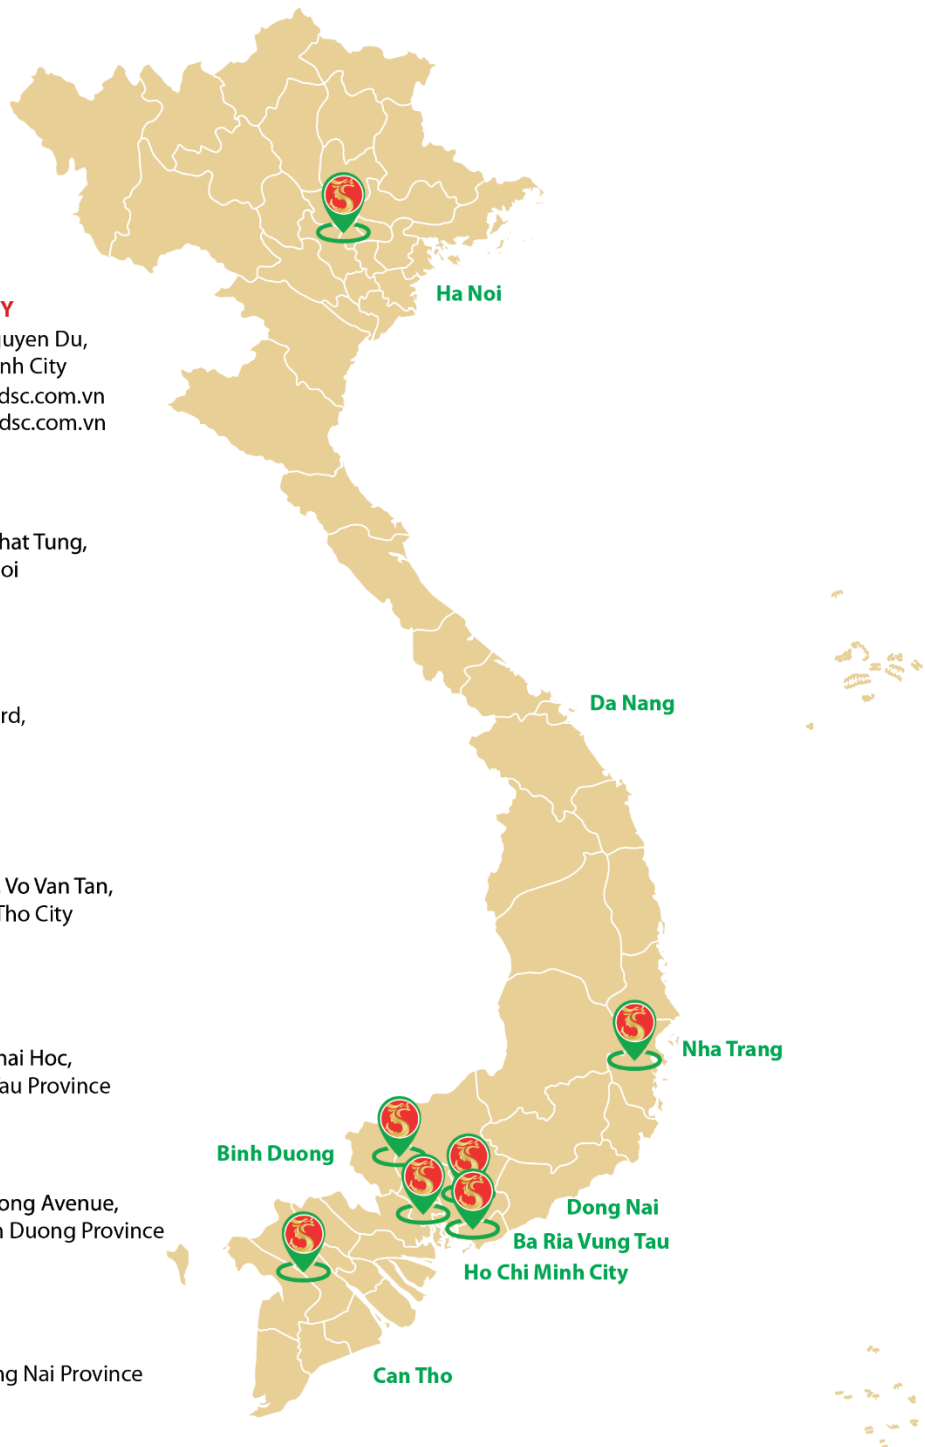 Y
uyen Du,
nh City
dsc.com.vn
dsc.com.vn
hat Tung,
oi
rd,
Vo Van Tan,
Tho City
hai Hoc,
au Province
ong Avenue,
Duong Province
ng Nai Province
Ha Noi
Da Nang
Nha Trang
Binh Duong
Dong Nai
Ba Ria Vung Tau
Ho Chi Minh City
Can Tho